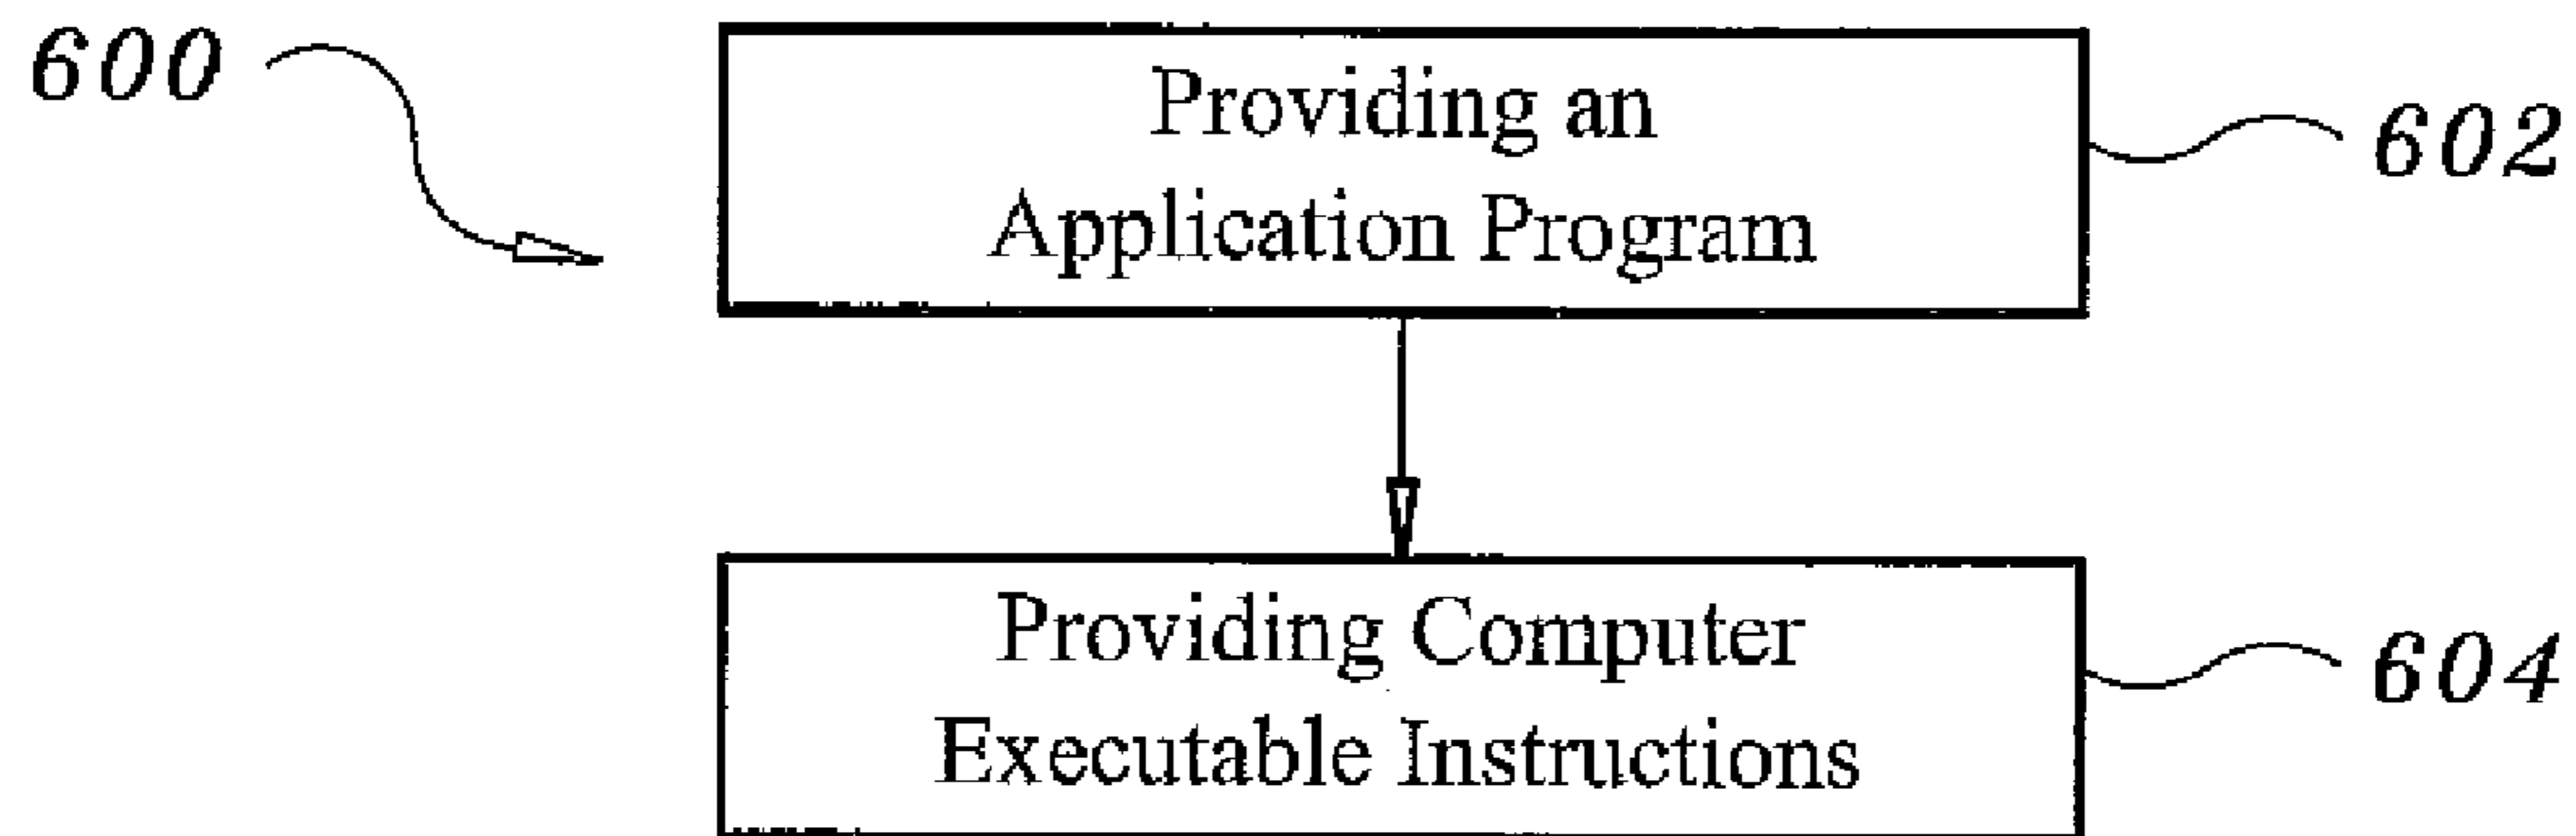 600
Providing an
Application Program
602
Providing Computer
Executable Instructions
604